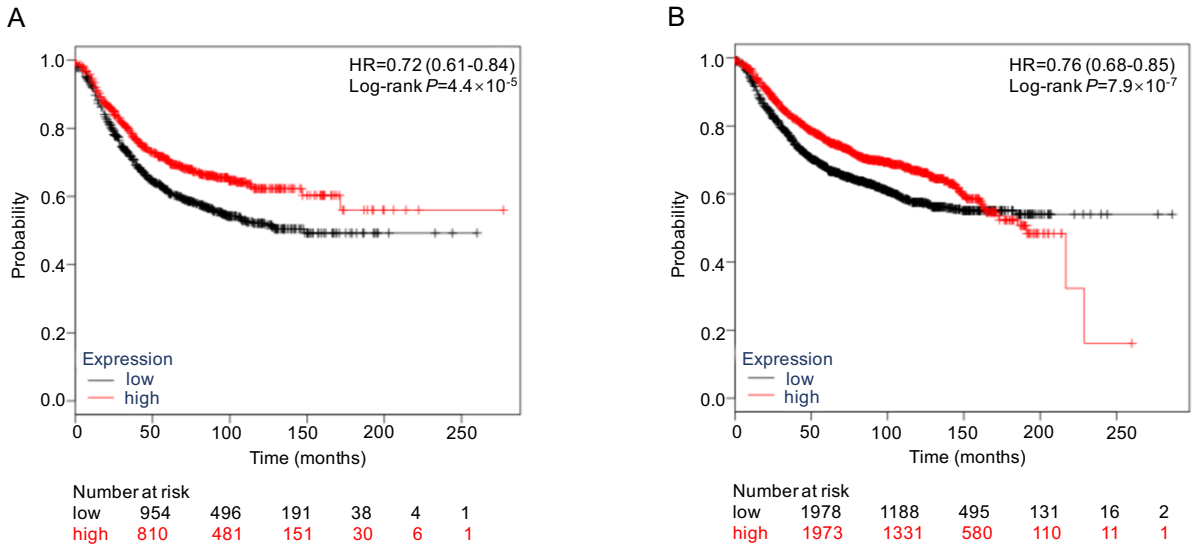 A
HR=0.72 (0.61-0.84)
Log-rank P=4.4×10-5
Probability
1.0
0.8
0.6
0.4
0.2
0.0
Expression
low
high
0 50 100 150 200 250
Time (months)
Number at risk
low 954 496 191 38 4 1
high 810 481 151 30 6 1
B
HR=0.76 (0.68-0.85)
Log-rank P=7.9×10-7
Probability
1.0
0.8
0.6
0.4
0.2
0.0
Expression
low
high
0 50 100 150 200 250
Time (months)
Number at risk
low 1978 1188 495 131 16 2
high 1973 1331 580 110 11 1